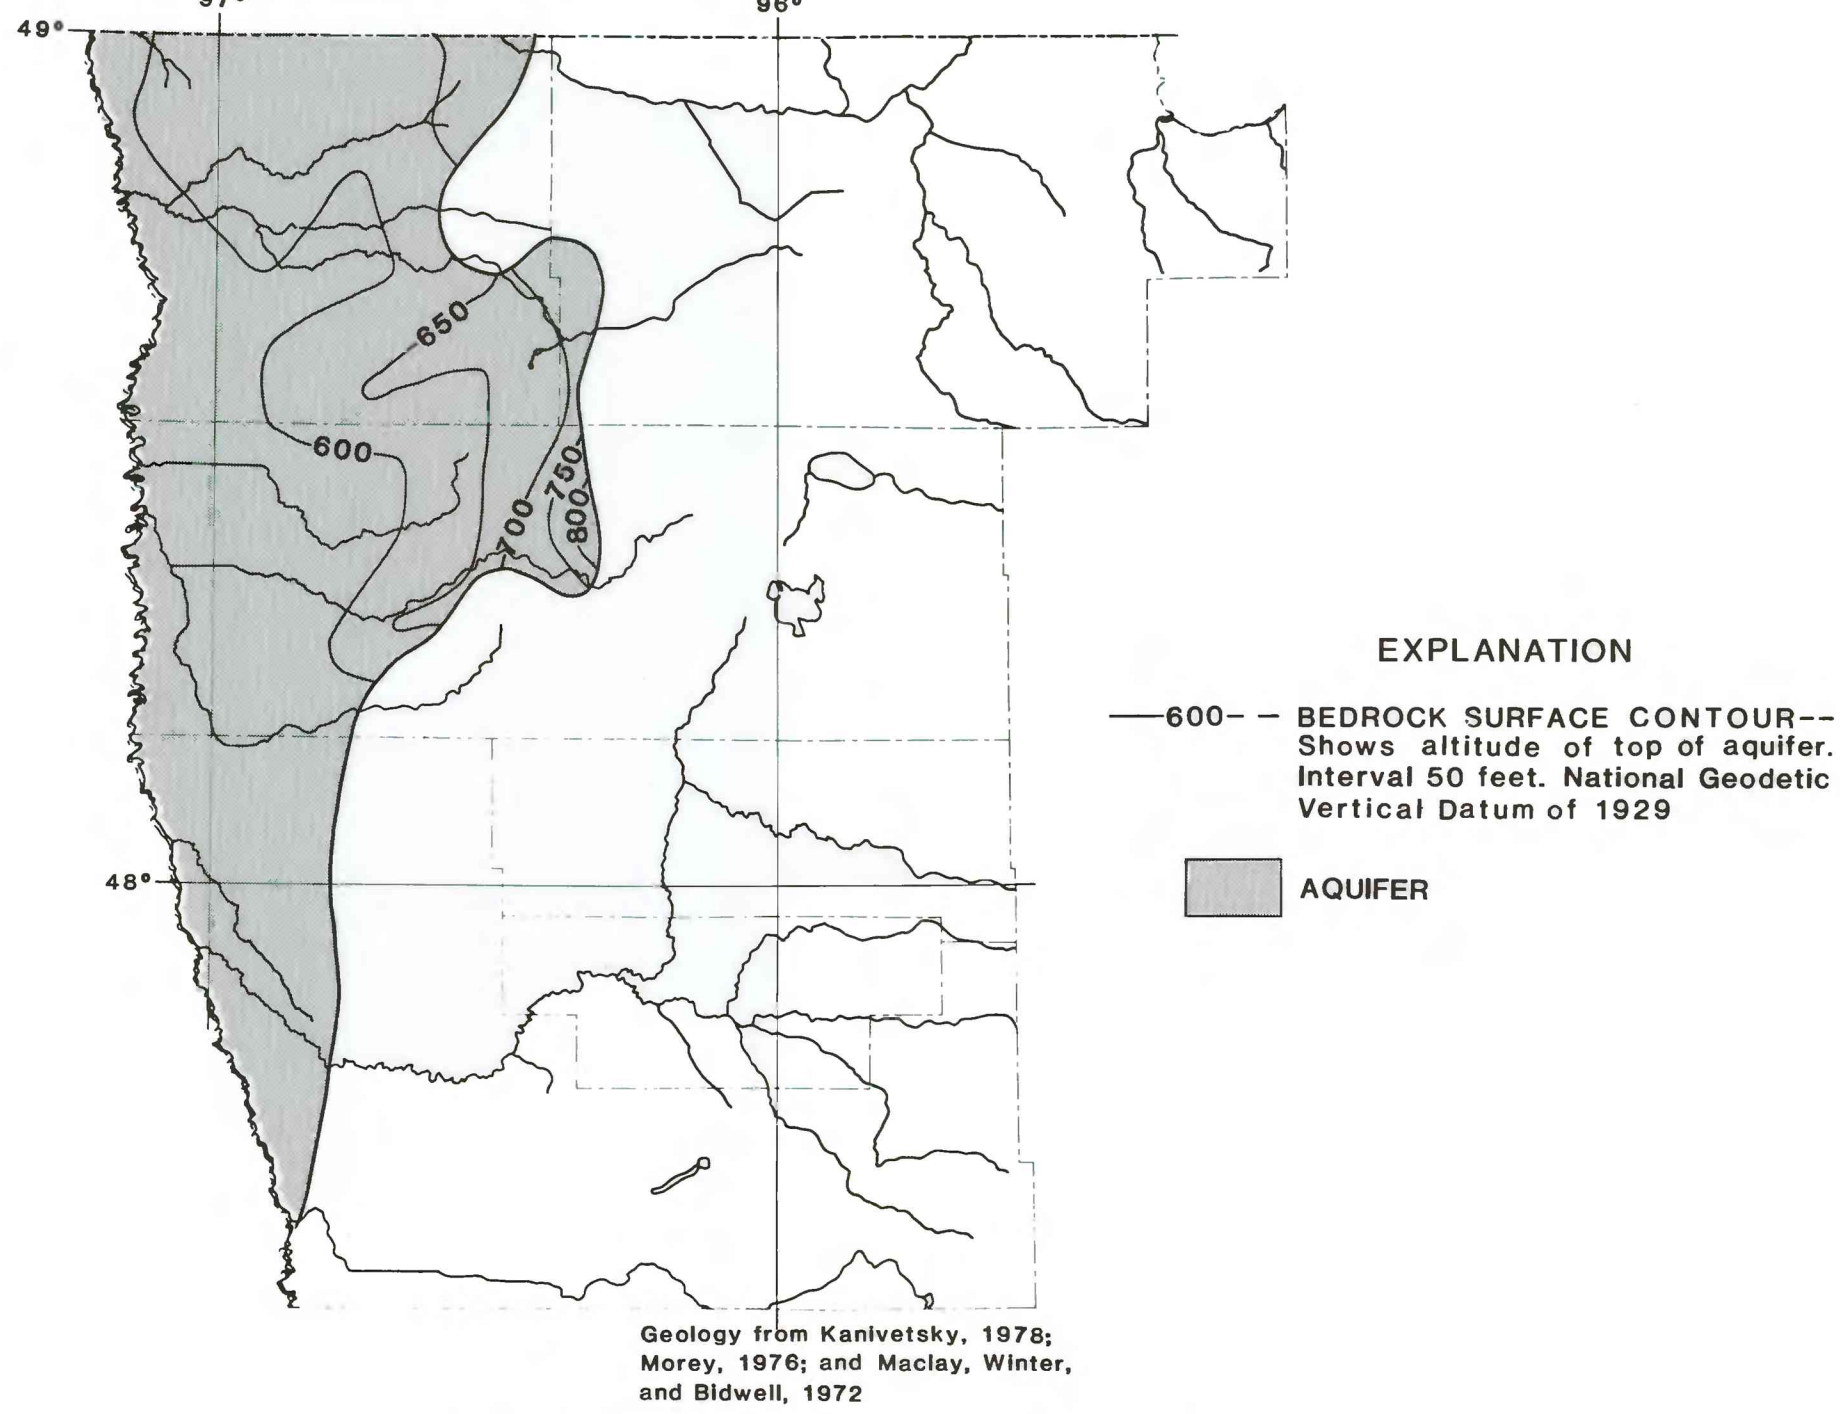 97°
96°
49°
650
600
750
800
700
EXPLANATION
—600– – BEDROCK SURFACE CONTOUR--
Shows altitude of top of aquifer.
Interval 50 feet. National Geodetic
Vertical Datum of 1929
48°
AQUIFER
Geology from Kanivetsky, 1978;
Morey, 1976; and Maclay, Winter,
and Bidwell, 1972